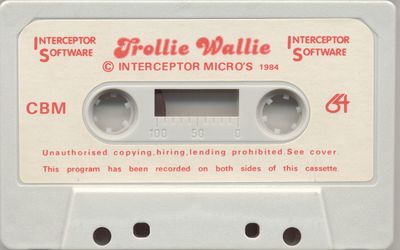 INTERCEPTOR SOFTWARE
Trollie Wallie
INTERCEPTOR SOFTWARE
© INTERCEPTOR MICRO'S 1984
CBM
64
100 50 0
Unauthorised copying,hiring,lending prohibited.See cover.
This program has been recorded on both sides of this cassette.